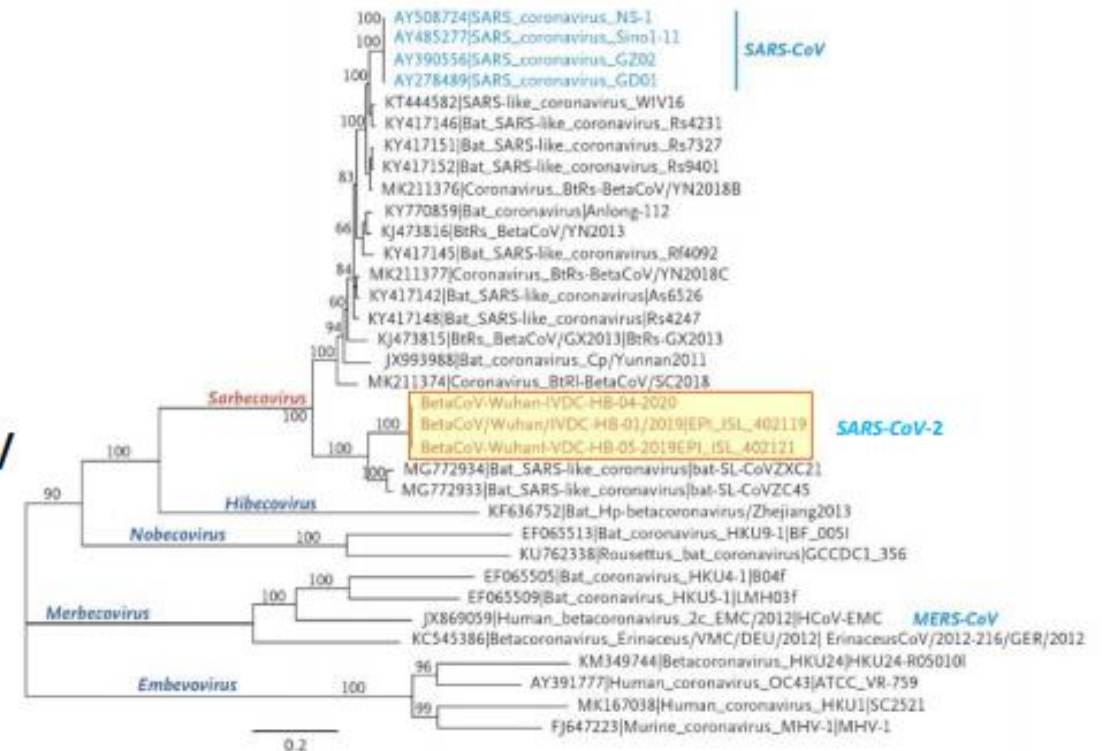 100 AY508724|SARS_coronavirus_NS-1
100 AY485277|SARS_coronavirus_Sino1-11
SARS-CoV
AY390556|SARS_coronavirus_GZ02
100 AY278489|SARS_coronavirus_GD01
KT444582|SARS-like_coronavirus_WIV16
100 KY417146|Bat_SARS-like_coronavirus_Rs4231
KY417151|Bat_SARS-like_coronavirus_Rs7327
KY417152|Bat_SARS-like_coronavirus_Rs9401
83
MK211376|Coronavirus_BtRs-BetaCoV/YN2018B
KY770859|Bat_coronavirus|Anlong-112
66 KJ473816|BtRs_BetaCoV/YN2013
KY417145|Bat_SARS-like_coronavirus_Rf4092
84 MK211377|Coronavirus_BtRs-BetaCoV/YN2018C
KY417142|Bat_SARS-like_coronavirus|As6526
60
KY417148|Bat_SARS-like_coronavirus|Rs4247
94 KJ473815|BtRs_BetaCoV/GX2013|BtRs-GX2013
100 JX993988|Bat_coronavirus_Cp/Yunnan2011
MK211374|Coronavirus_BtRl-BetaCoV/SC2018
Sarbecovirus
100
BetaCoV-Wuhan-IVDC-HB-04-2020
100 BetaCoV/Wuhan/IVDC-HB-01/2019|EPI_ISL_402119
SARS-CoV-2
BetaCoV-WuhanI-VDC-HB-05-2019EPI_ISL_402121
100
100 MG772934|Bat_SARS-like_coronavirus|bat-SL-CoVZXC21
MG772933|Bat_SARS-like_coronavirus|bat-SL-CoVZC45
100
/
90
Hibecovirus
KF636752|Bat_Hp-betacoronavirus/Zhejiang2013
Nobecovirus
100
EF065513|Bat_coronavirus_HKU9-1|BF_005I
KU762338|Rousettus_bat_coronavirus|GCCDC1_356
100 EF065505|Bat_coronavirus_HKU4-1|B04f
100 EF065509|Bat_coronavirus_HKU5-1|LMH03f
Merbecovirus
JX869059|Human_betacoronavirus_2c_EMC/2012|HCoV-EMC
MERS-CoV
KC545386|Betacoronavirus_Erinaceus/VMC/DEU/2012| ErinaceusCoV/2012-216/GER/2012
96 KM349744|Betacoronavirus_HKU24|HKU24-R05010I
Embevovirus
100
AY391777|Human_coronavirus_OC43|ATCC_VR-759
99 MK167038|Human_coronavirus_HKU1|SC2521
FJ647223|Murine_coronavirus_MHV-1|MHV-1
0.2